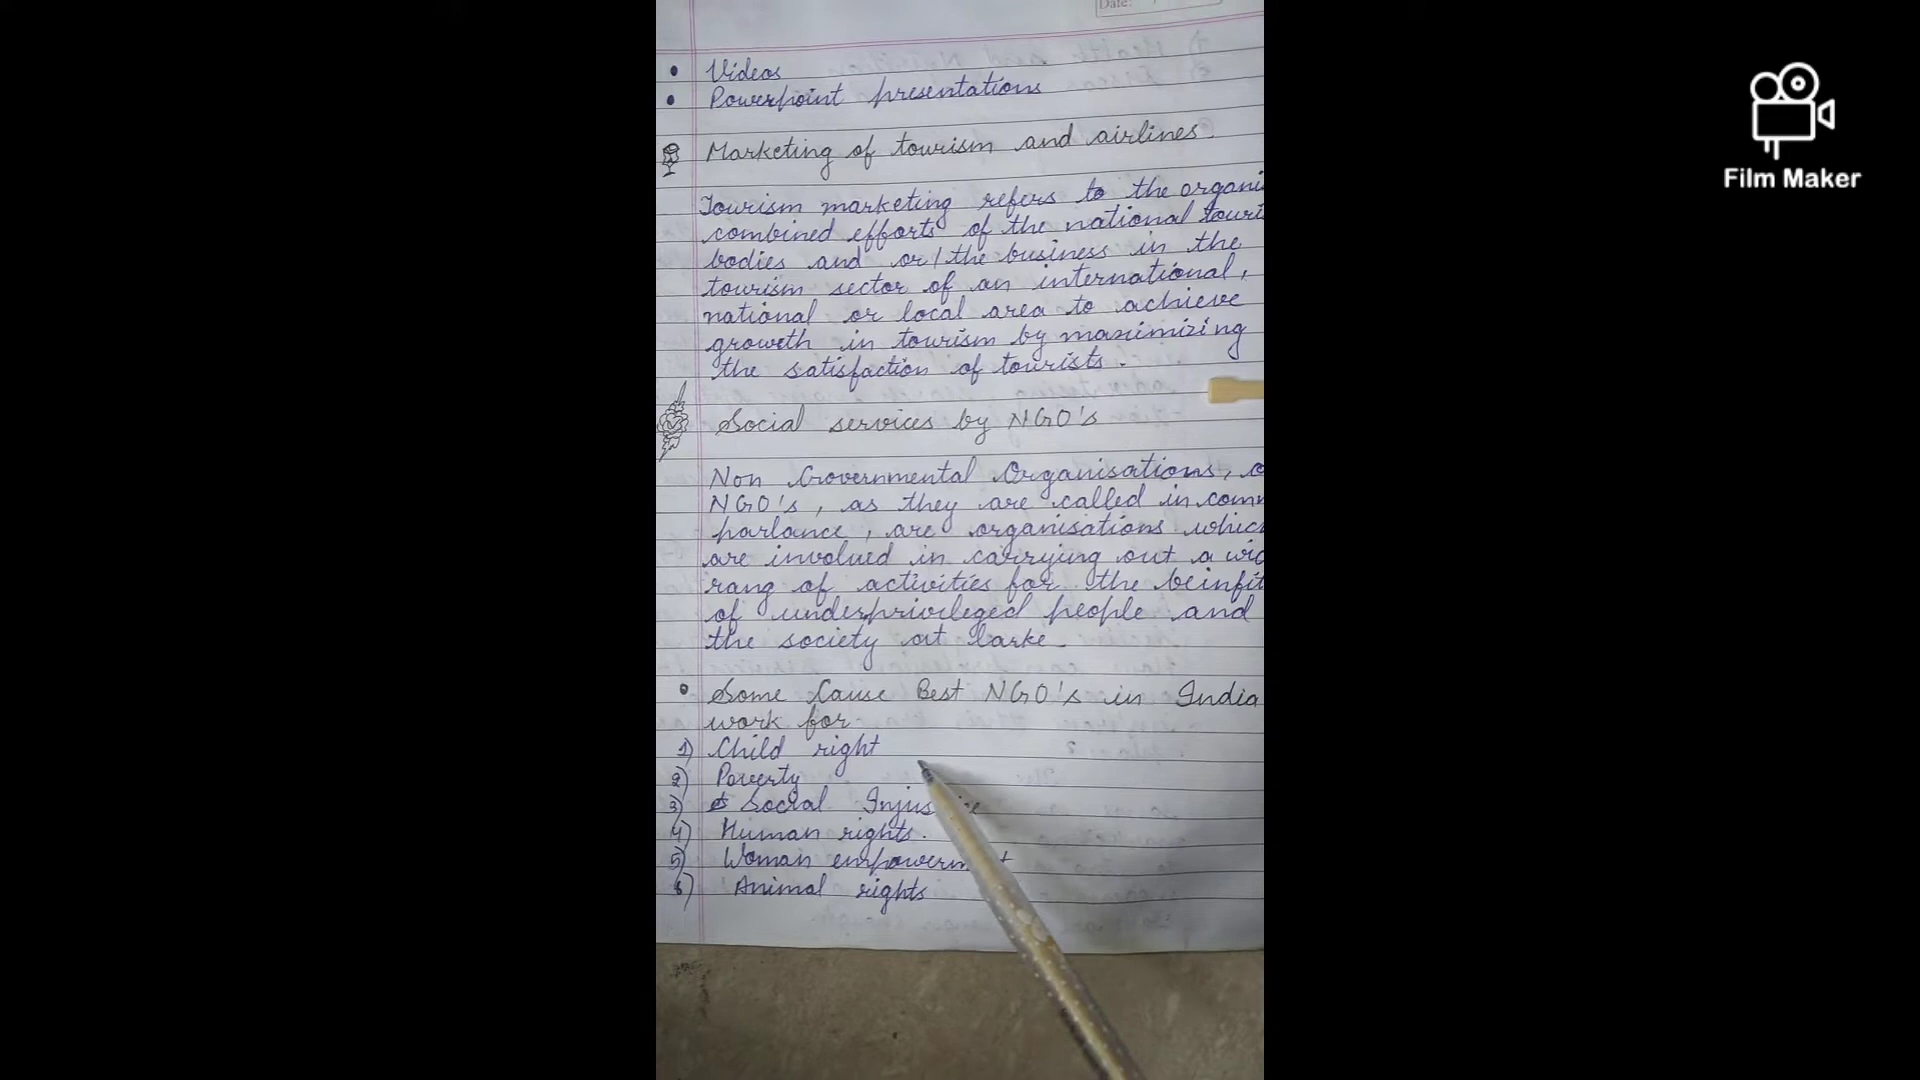 Date:
Videos
Powerpoint presentations
Marketing of tourism and airlines.
Tourism marketing refers to the organi
combined efforts of the national touri
bodies and or/the business in the
tourism sector of an international,
national or local area to achieve
groweth in tourism by maximizing
the satisfaction of tourists.
Social services by NGO's
Non Governmental Organisations, o
NGO's, as they are called in comm
parlance, are organisations which
are involved in carrying out a wid
rang of activities for the beinfit
of underprivileged people and
the society at larke.
Some Cause Best NGO's in India
work for
1) Child right
2) Poverty
3) Social
4) Human rights.
5) Woman
6) Animal rights
Film Maker